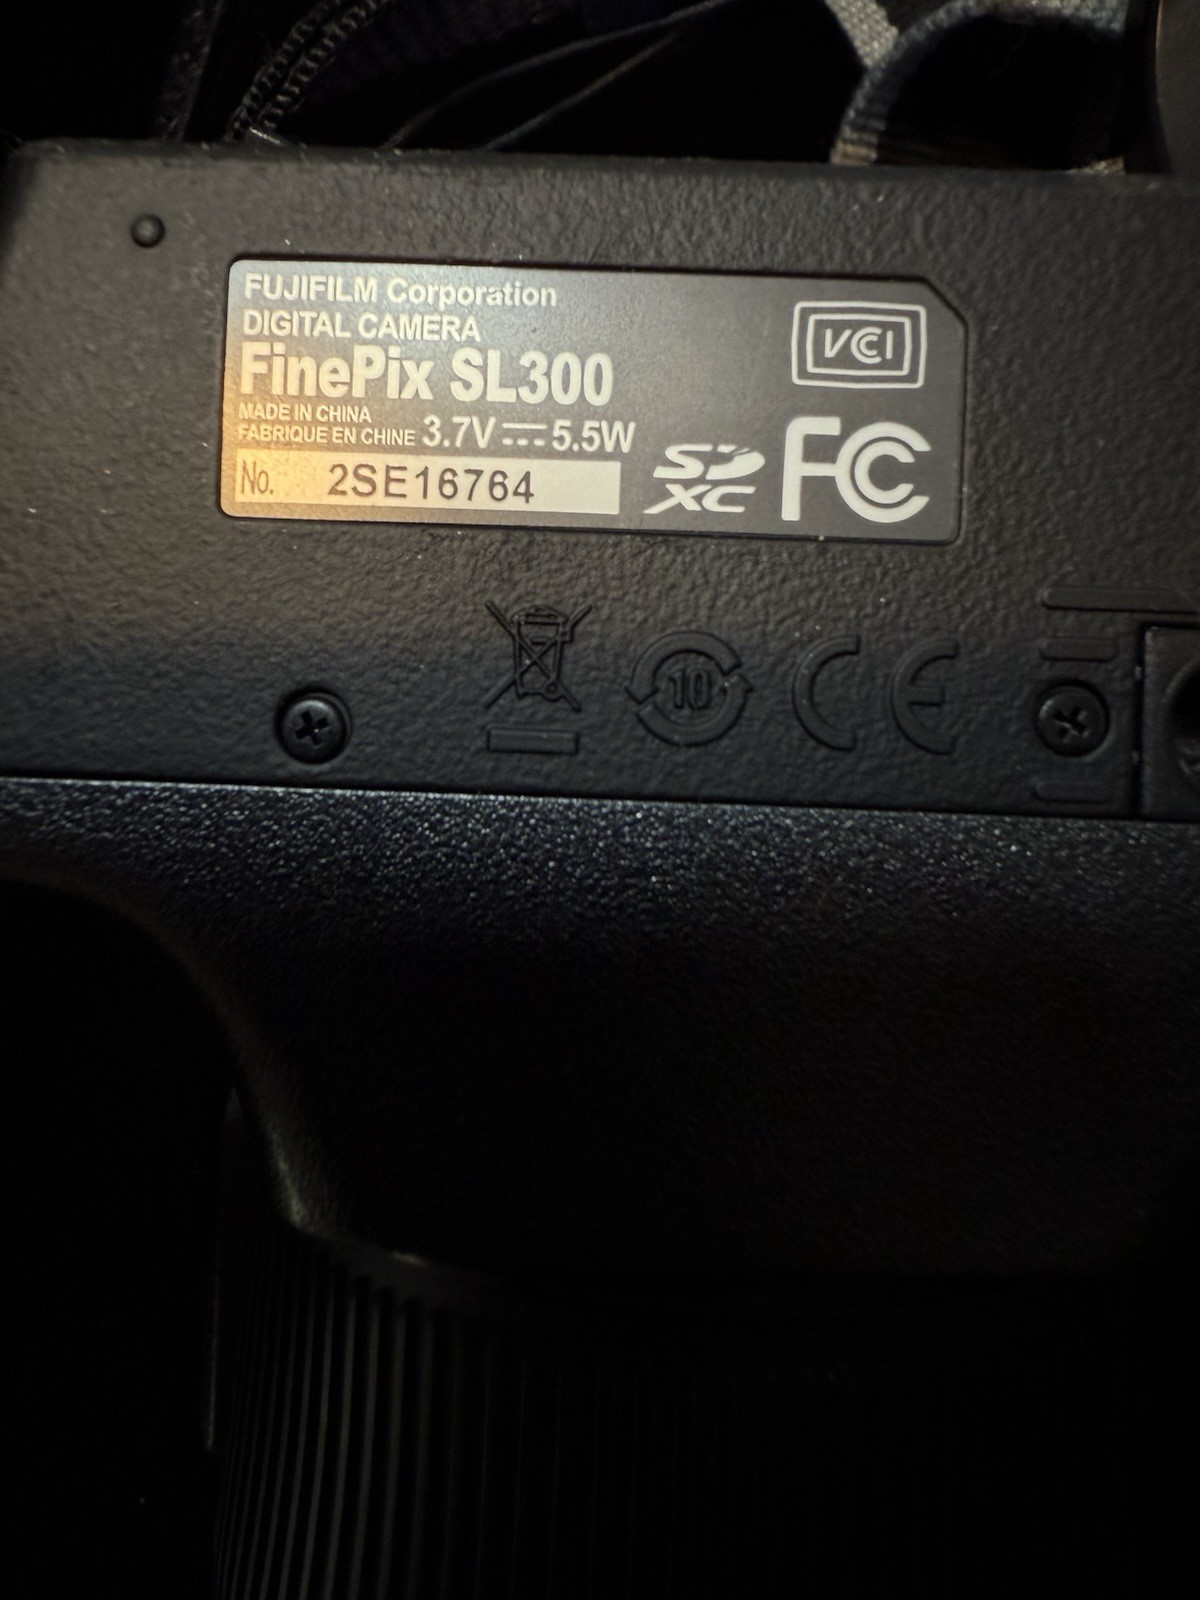 FUJIFILM Corporation
DIGITAL CAMERA
FinePix SL300
MADE IN CHINA
FABRIQUE EN CHINE 3.7V ⎓ 5.5W
No. 2SE16764
VCCI
SD
XC
FC
10
CE